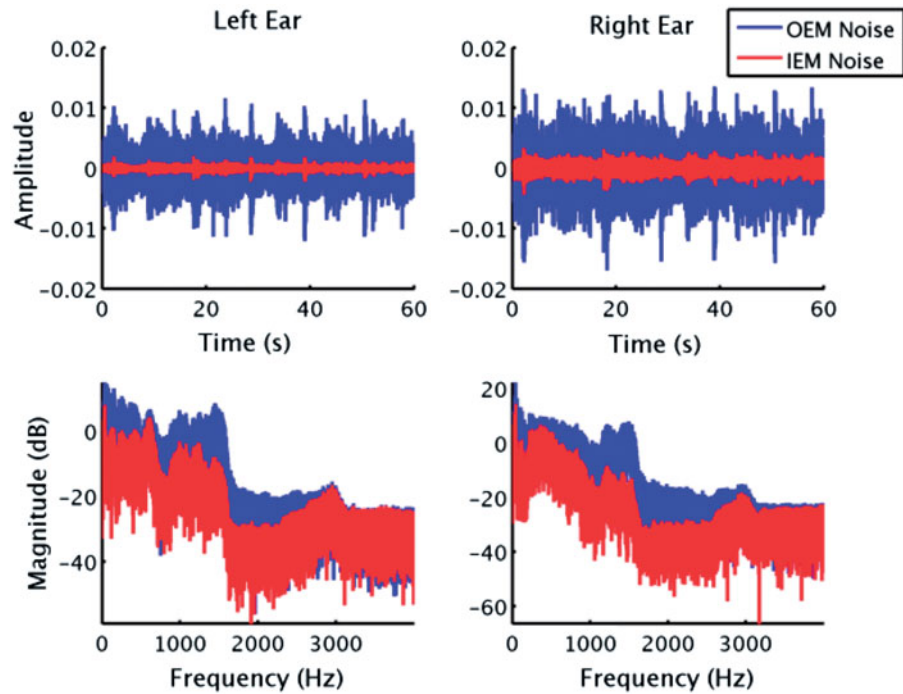 Left Ear
Right Ear
OEM Noise
IEM Noise
Amplitude
0.02
0.01
0
−0.01
−0.02
0 20 40 60
Time (s)
0.02
0.01
0
−0.01
−0.02
0 20 40 60
Time (s)
Magnitude (dB)
0
−20
−40
0 1000 2000 3000
Frequency (Hz)
20
0
−20
−40
−60
0 1000 2000 3000
Frequency (Hz)